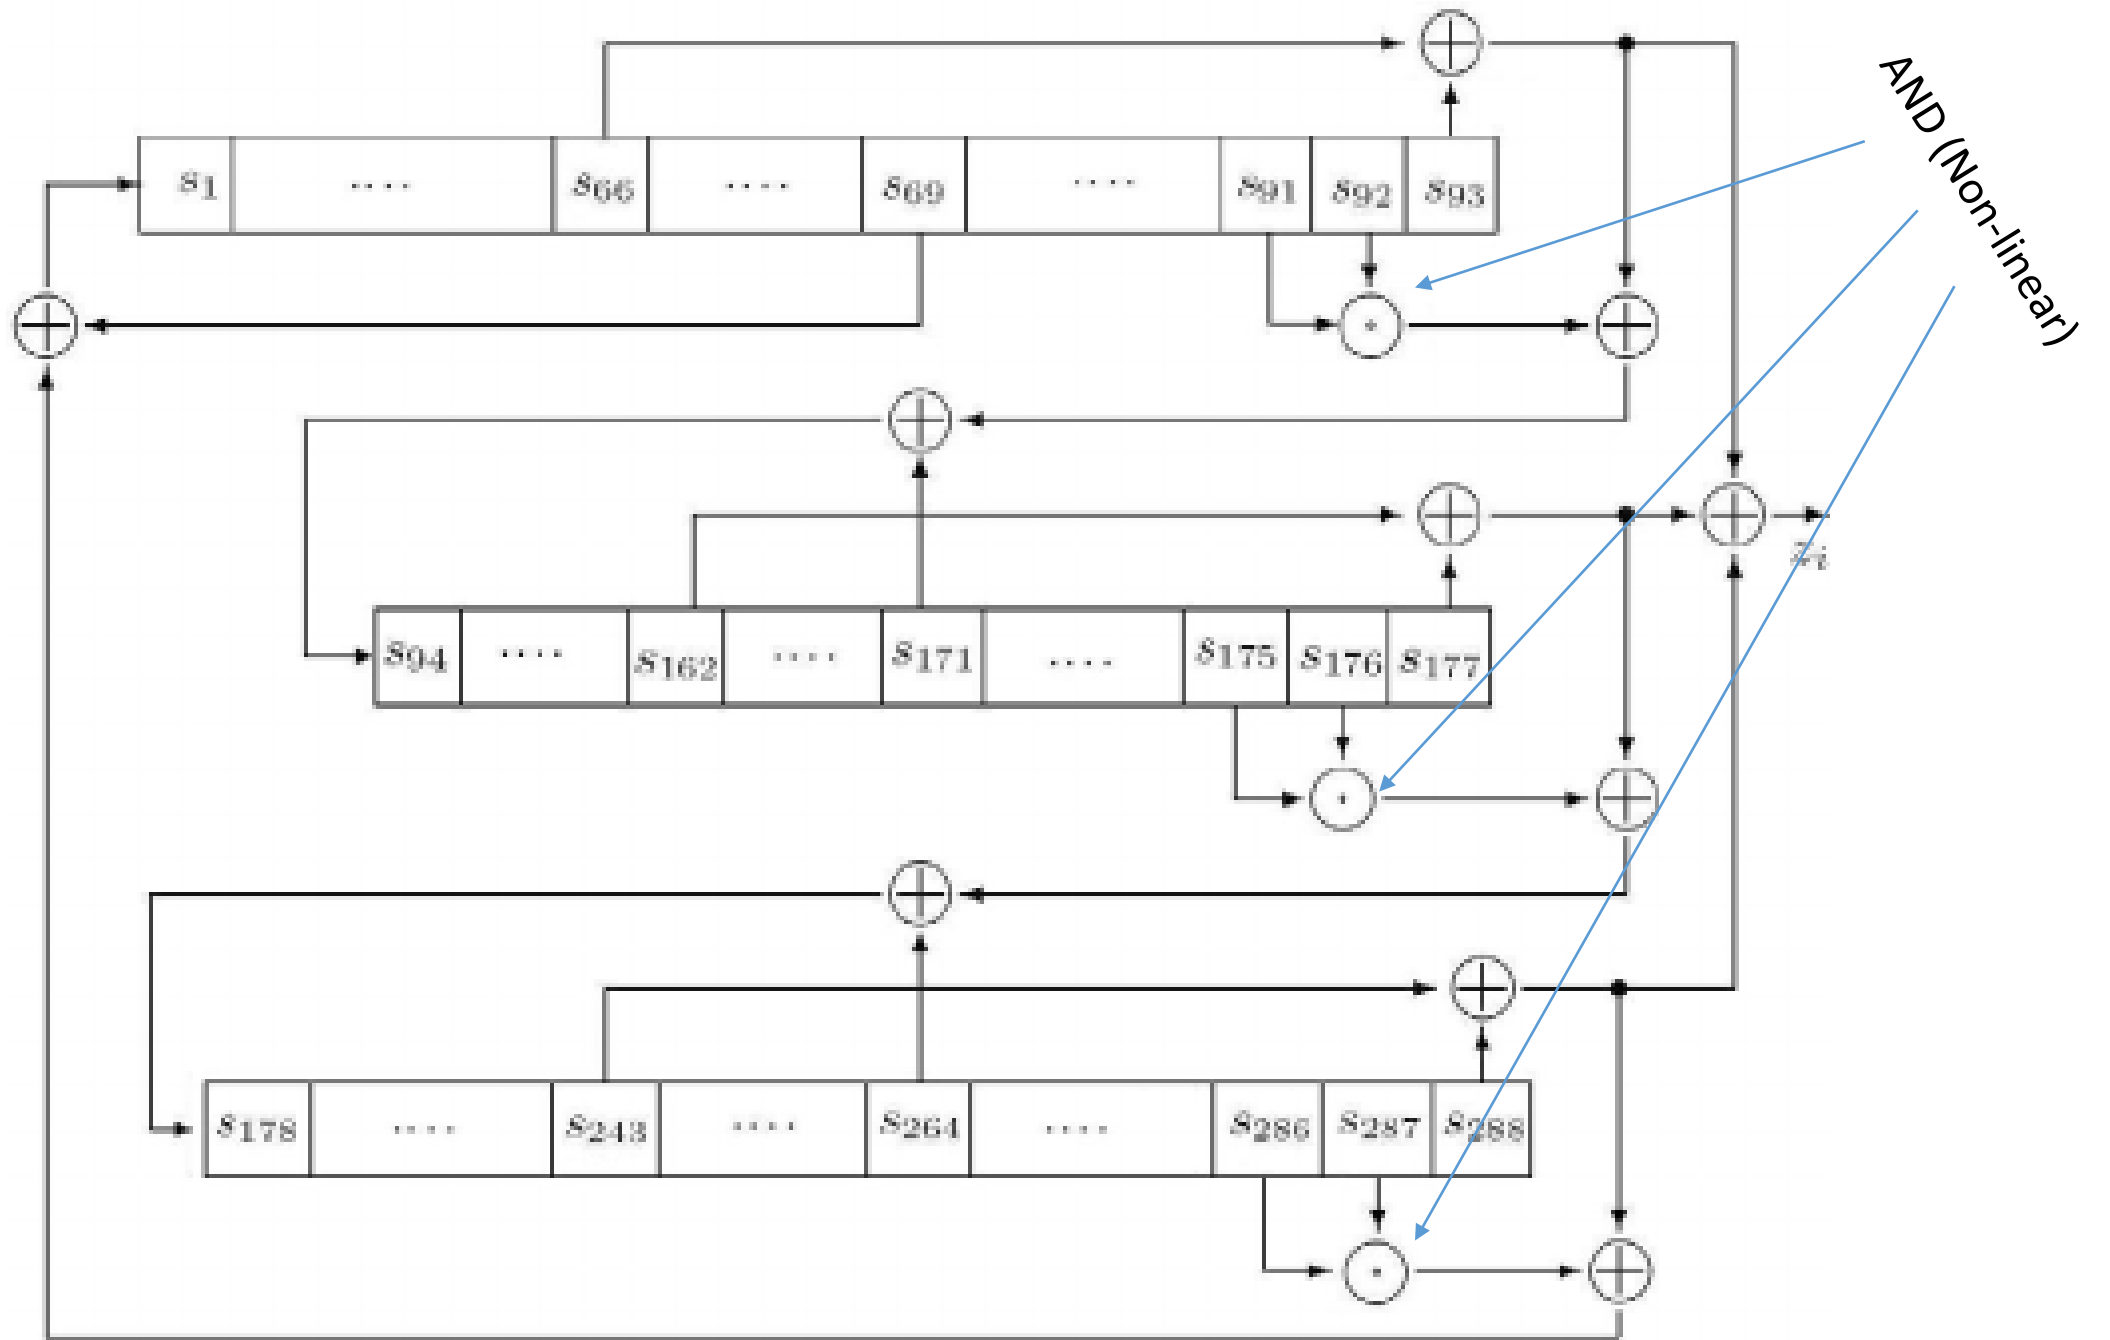 AND (Non-linear)
s1 .... s66 .... s69 .... s91 s92 s93
s94 .... s162 .... s171 .... s175 s176 s177
zi
s178 .... s243 .... s264 .... s286 s287 s288